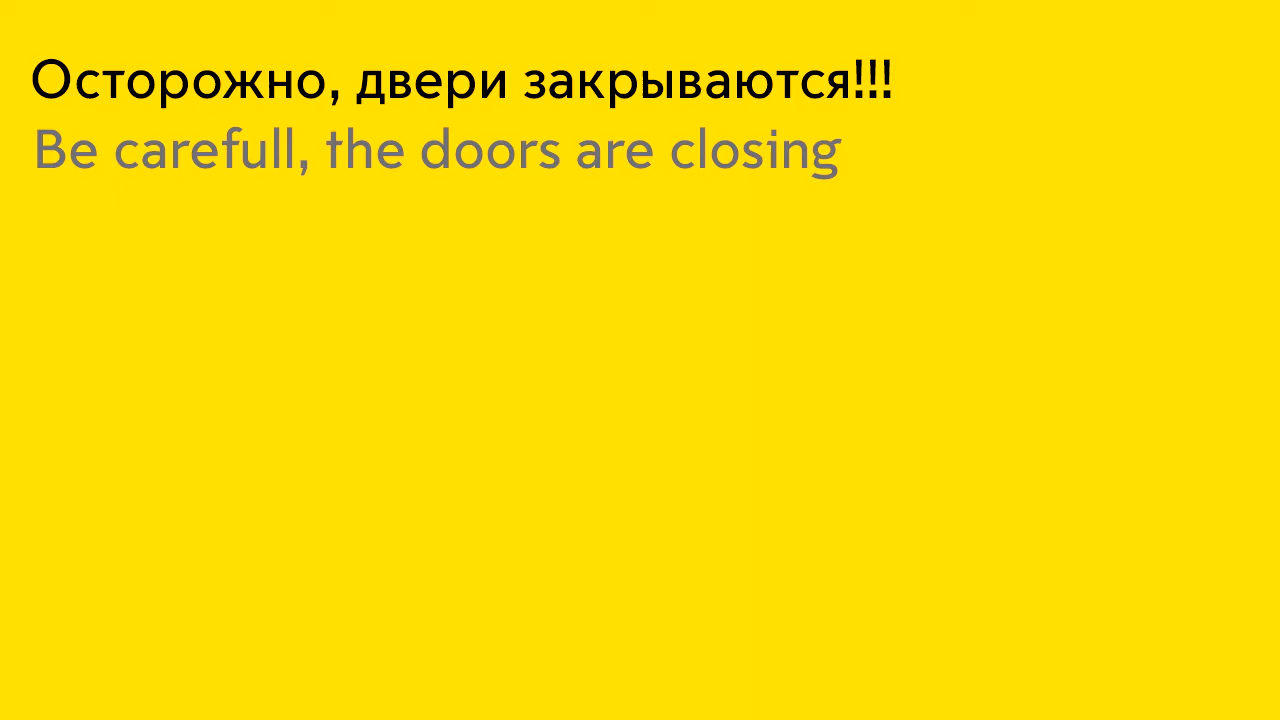 Осторожно, двери закрываются!!!
Be carefull, the doors are closing